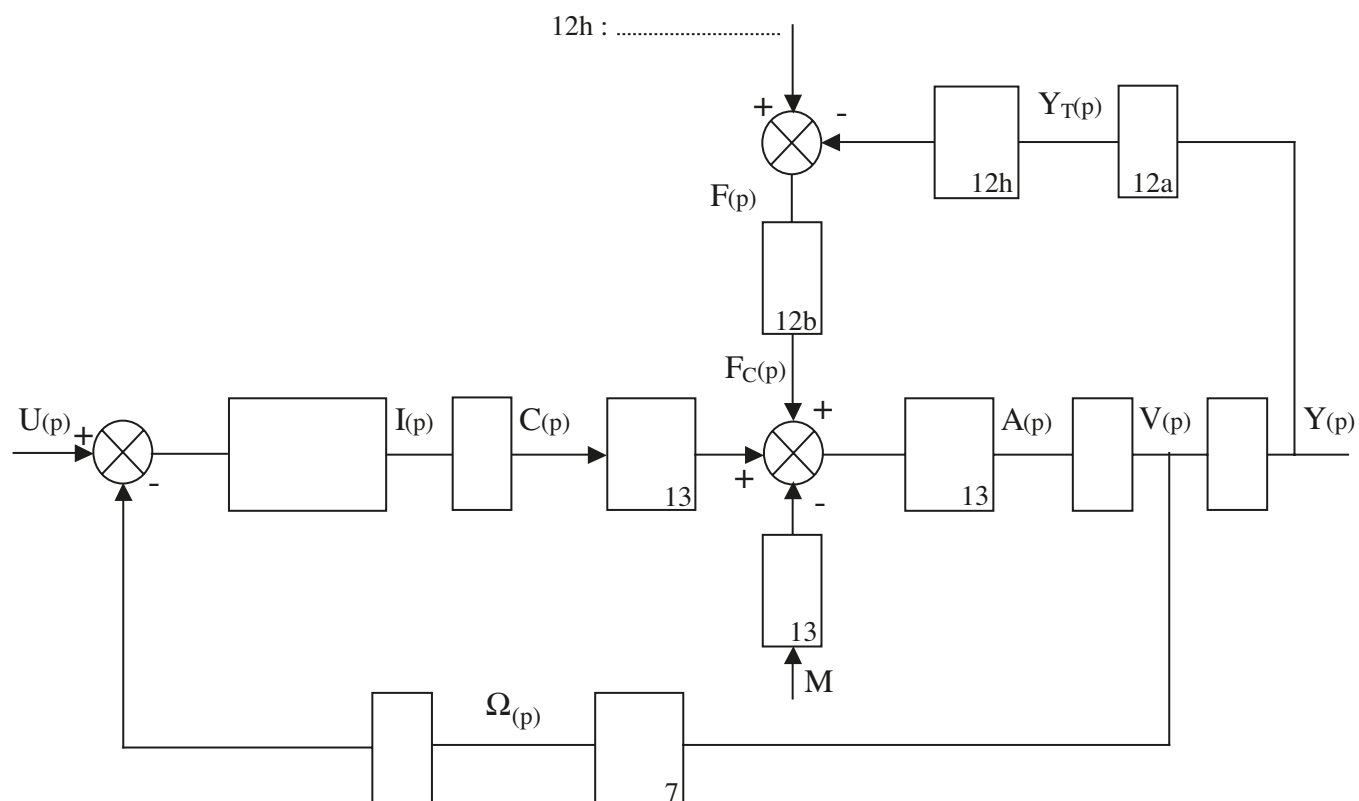 12h : ............................
+
-
Y_T(p)
12h
12a
F(p)
12b
F_C(p)
U(p)
+
-
I(p)
C(p)
13
+
+
-
13
A(p)
V(p)
Y(p)
13
M
Ω(p)
7